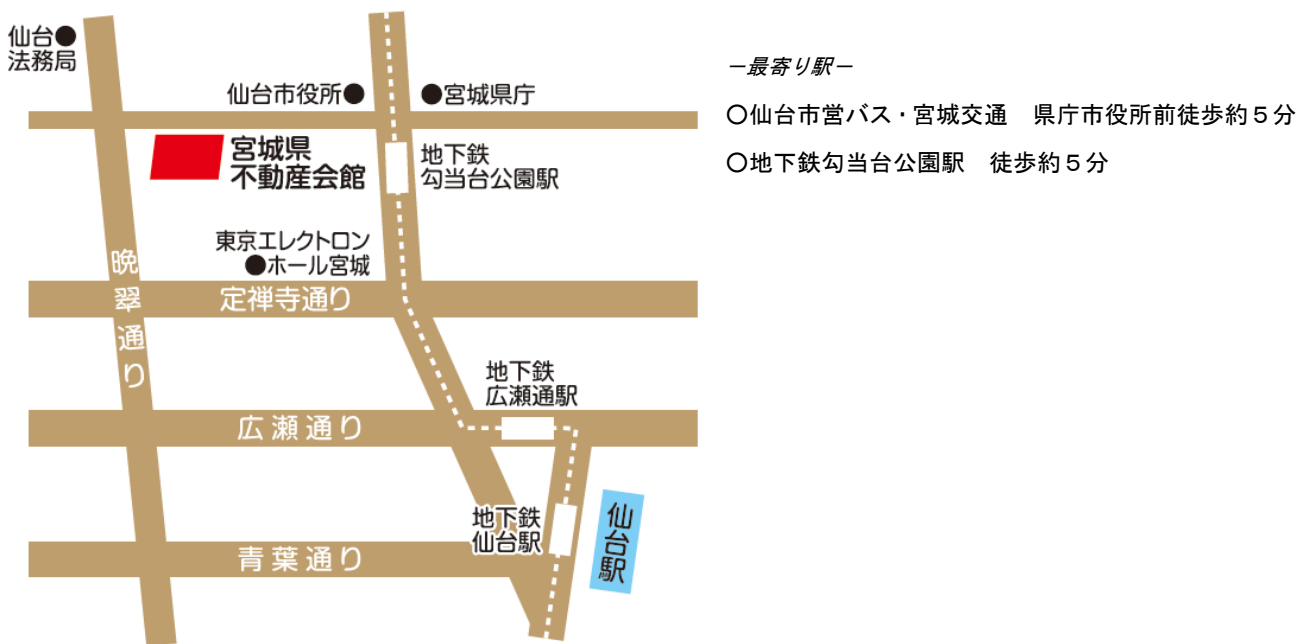 仙台●
法務局
仙台市役所●
●宮城県庁
宮城県
不動産会館
地下鉄
勾当台公園駅
東京エレクトロン
●ホール宮城
晩翠通り
定禅寺通り
地下鉄
広瀬通駅
広瀬通り
地下鉄
仙台駅
仙台駅
青葉通り
－最寄り駅－
〇仙台市営バス・宮城交通　県庁市役所前徒歩約５分
〇地下鉄勾当台公園駅　徒歩約５分